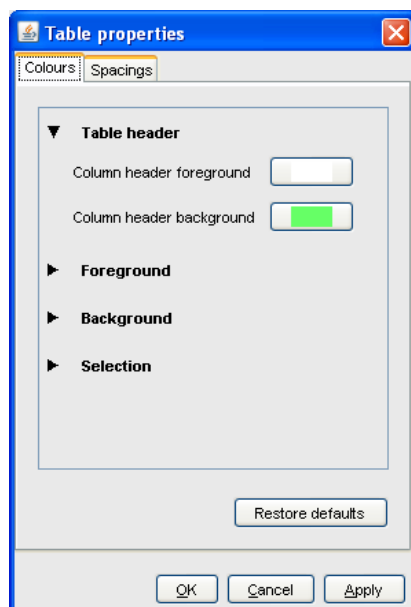 Table properties
Colours Spacings
Table header
Column header foreground
Column header background
Foreground
Background
Selection
Restore defaults
OK Cancel Apply